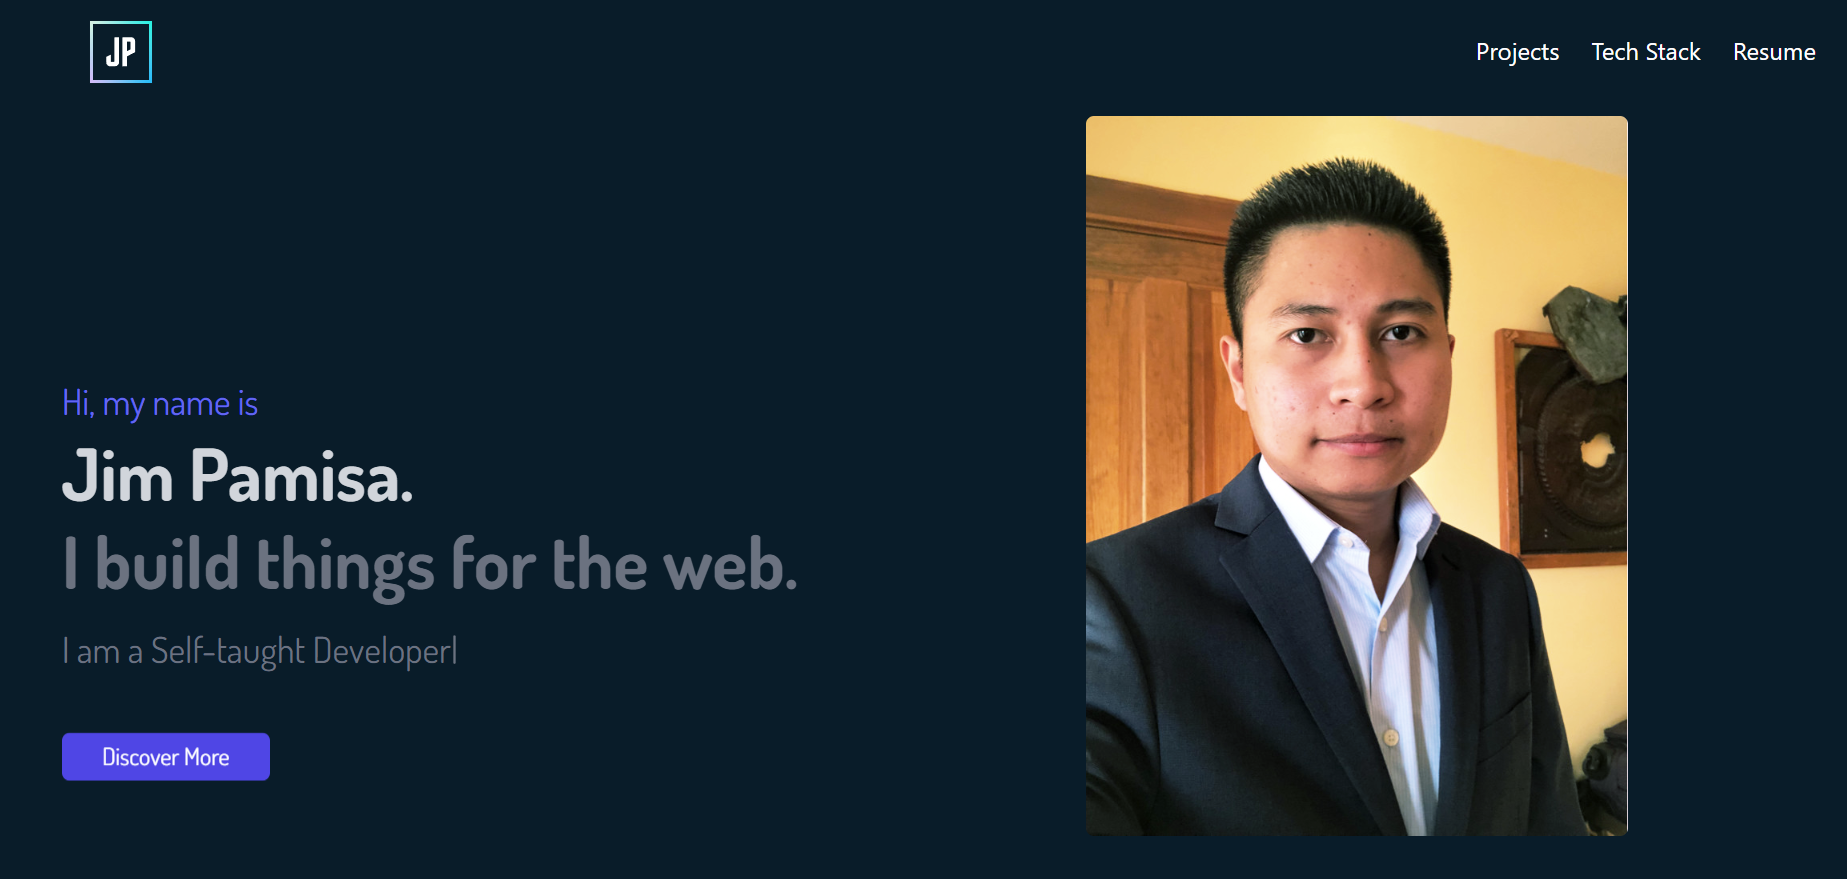 JP
Projects Tech Stack Resume
Hi, my name is
Jim Pamisa.
I build things for the web.
I am a Self-taught Developer|
Discover More